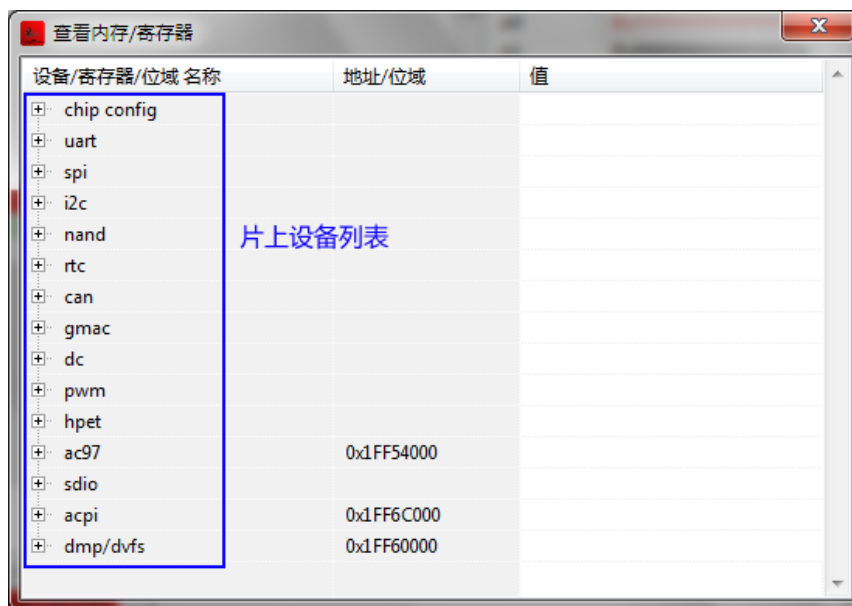 查看内存/寄存器
设备/寄存器/位域 名称 地址/位域 值
chip config
uart
spi
i2c
nand
片上设备列表
rtc
can
gmac
dc
pwm
hpet
ac97 0x1FF54000
sdio
acpi 0x1FF6C000
dmp/dvfs 0x1FF60000